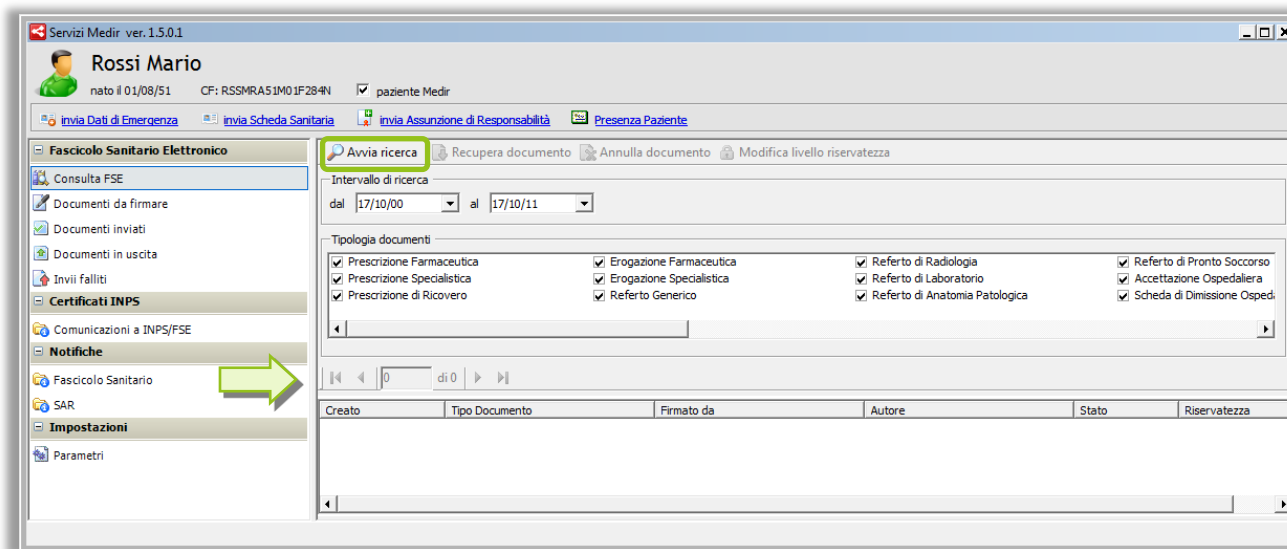 Servizi Medir ver. 1.5.0.1
Rossi Mario
nato il 01/08/51 CF: RSSMRA51M01F284N paziente Medir
invia Dati di Emergenza invia Scheda Sanitaria invia Assunzione di Responsabilità Presenza Paziente
Fascicolo Sanitario Elettronico
Consulta FSE
Documenti da firmare
Documenti inviati
Documenti in uscita
Invii falliti
Certificati INPS
Comunicazioni a INPS/FSE
Notifiche
Fascicolo Sanitario
SAR
Impostazioni
Parametri
Avvia ricerca Recupera documento Annulla documento Modifica livello riservatezza
Intervallo di ricerca
dal 17/10/00 al 17/10/11
Tipologia documenti
Prescrizione Farmaceutica Erogazione Farmaceutica Referto di Radiologia Referto di Pronto Soccorso
Prescrizione Specialistica Erogazione Specialistica Referto di Laboratorio Accettazione Ospedaliera
Prescrizione di Ricovero Referto Generico Referto di Anatomia Patologica Scheda di Dimissione Ospeda
0 di 0
Creato Tipo Documento Firmato da Autore Stato Riservatezza